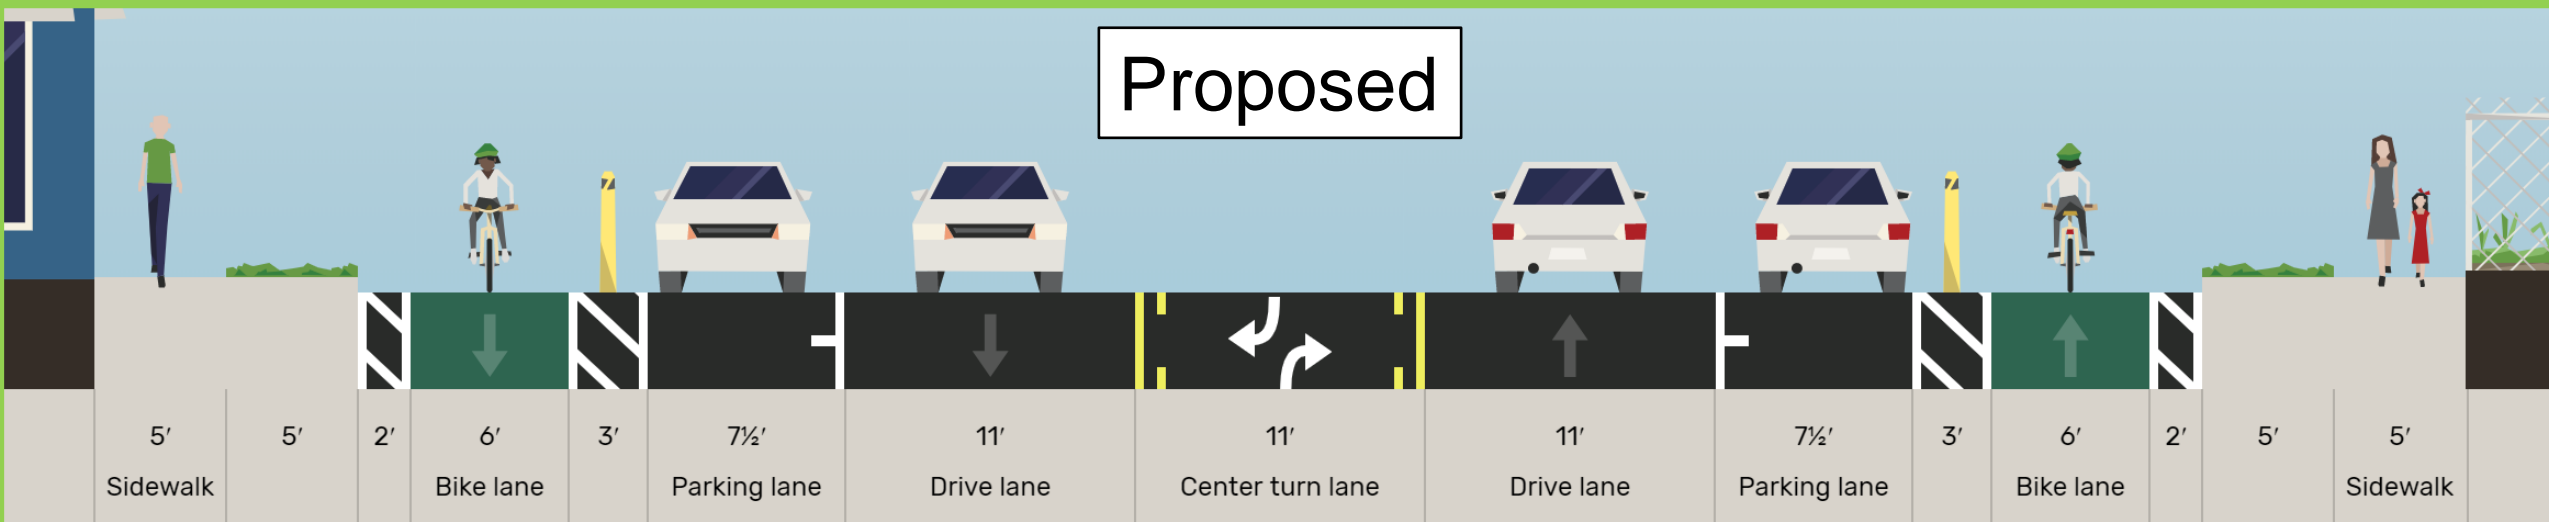 Proposed
5′ 5′ 2′ 6′ 3′ 7½′ 11′ 11′ 11′ 7½′ 3′ 6′ 2′ 5′ 5′
Sidewalk Bike lane Parking lane Drive lane Center turn lane Drive lane Parking lane Bike lane Sidewalk